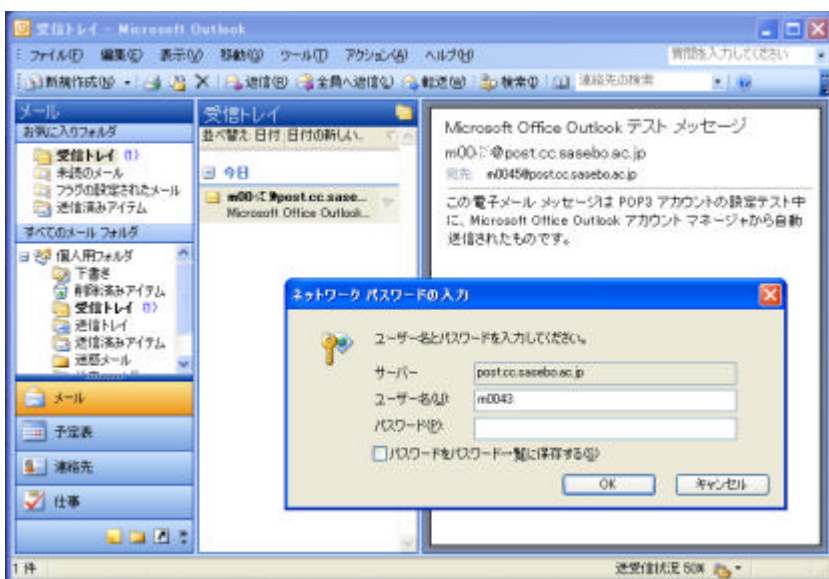 受信トレイ - Microsoft Outlook
ファイル(F) 編集(E) 表示(V) 移動(G) ツール(T) アクション(A) ヘルプ(H) 質問を入力してください
新規作成(N) 返信(R) 全員へ返信(L) 転送(W) 検索(I) 連絡先の検索
メール
お気に入りフォルダ
受信トレイ (1)
未読のメール
フラグの設定されたメール
送信済みアイテム
すべてのメール フォルダ
個人用フォルダ
下書き
削除済みアイテム
受信トレイ (1)
送信トレイ
送信済みアイテム
迷惑メール
メール
予定表
連絡先
仕事
1 件
受信トレイ
並べ替え: 日付 日付の新しい...
今日
@post.cc.sase...
Microsoft Office Outlook...
Microsoft Office Outlook テスト メッセージ
@post.cc.sasebo.ac.jp
宛先: m0045@post.cc.sasebo.ac.jp
この電子メール メッセージは POP3 アカウントの設定テスト中
に、Microsoft Office Outlook アカウント マネージャから自動
送信されたものです。
ネットワーク パスワードの入力
ユーザー名とパスワードを入力してください。
サーバー post.cc.sasebo.ac.jp
ユーザー名(U): m0043
パスワード(P):
パスワードをパスワード一覧に保存する(S)
OK キャンセル
送受信状況 50%